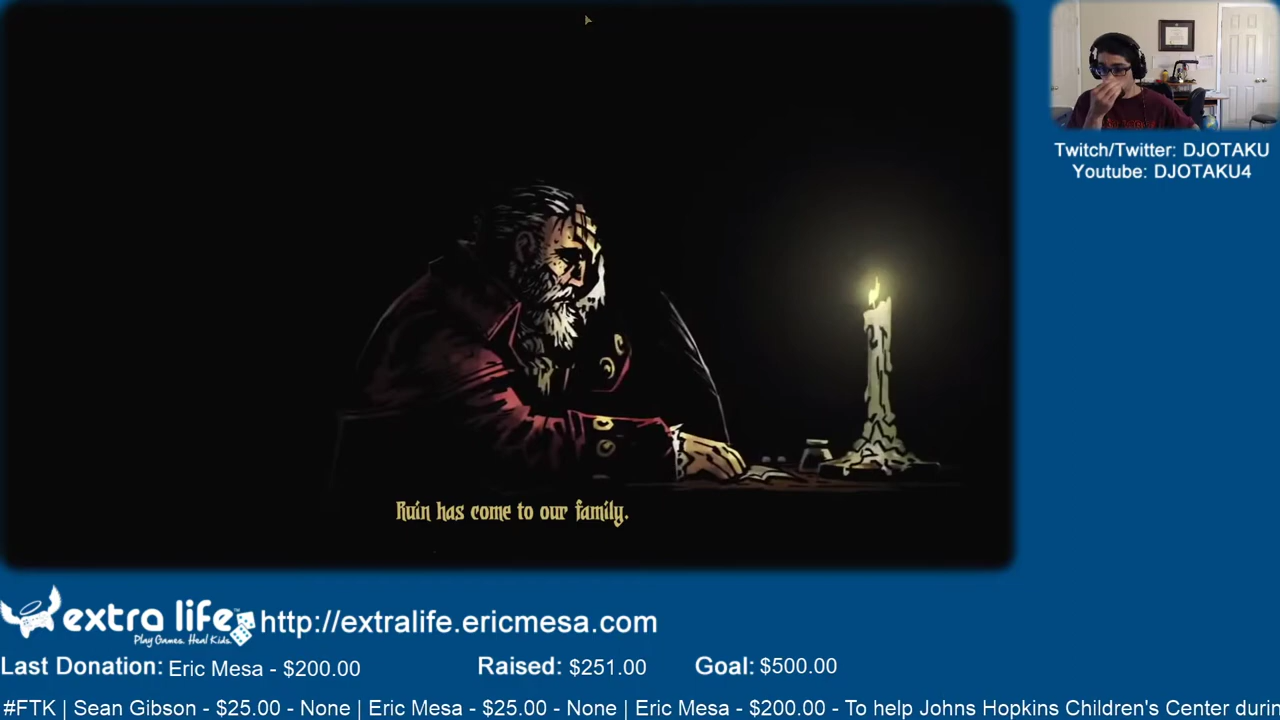 Twitch/Twitter: DJOTAKU
Youtube: DJOTAKU4
Ruin has come to our family.
extra life
Play Games. Heal Kids.
http://extralife.ericmesa.com
Last Donation: Eric Mesa - $200.00
Raised: $251.00
Goal: $500.00
#FTK | Sean Gibson - $25.00 - None | Eric Mesa - $25.00 - None | Eric Mesa - $200.00 - To help Johns Hopkins Children's Center durin